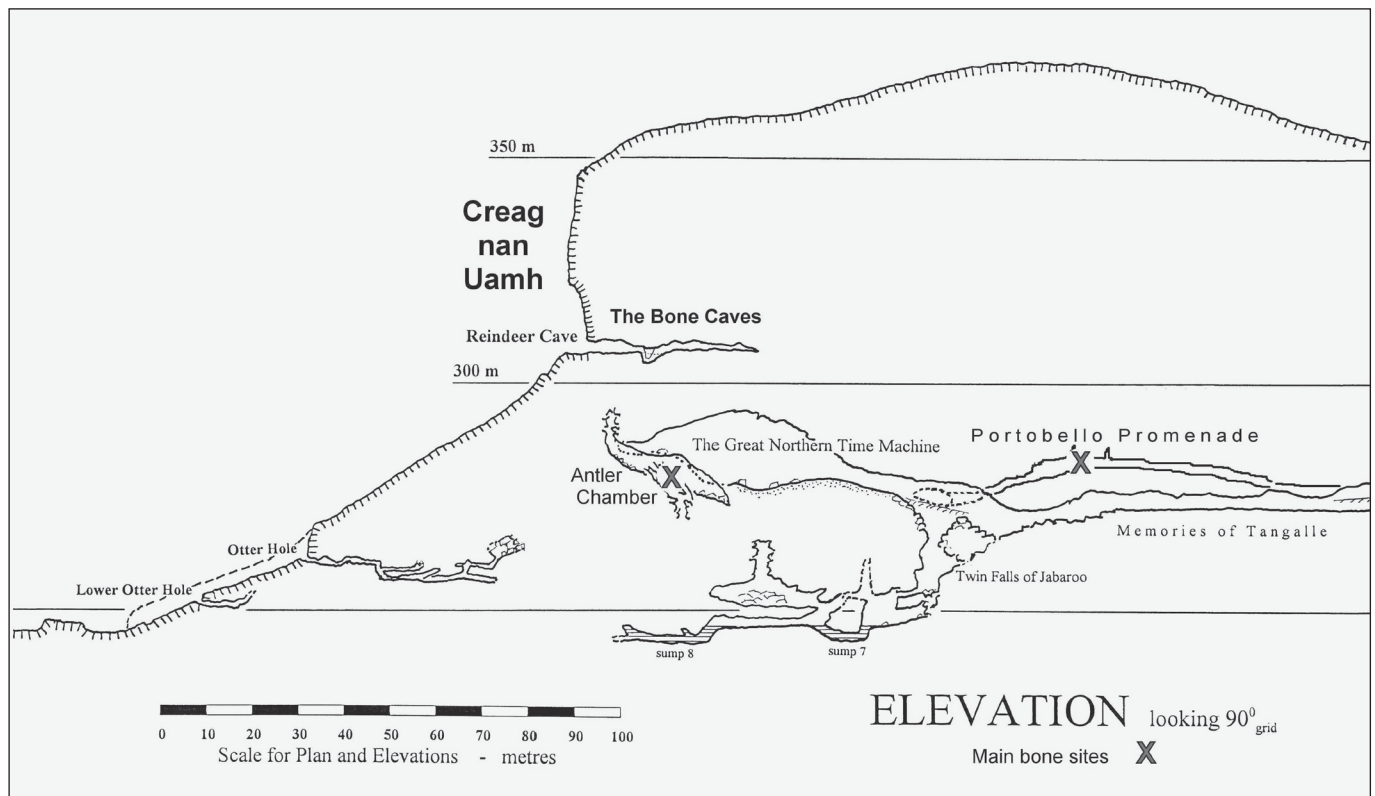 350 m
Creag
nan
Uamh
The Bone Caves
Reindeer Cave
300 m
Portobello Promenade
The Great Northern Time Machine
Antler
Chamber
Memories of Tangalle
Otter Hole
Twin Falls of Jabaroo
Lower Otter Hole
sump 8
sump 7
0 10 20 30 40 50 60 70 80 90 100
Scale for Plan and Elevations - metres
ELEVATION looking 90⁰grid
Main bone sites X